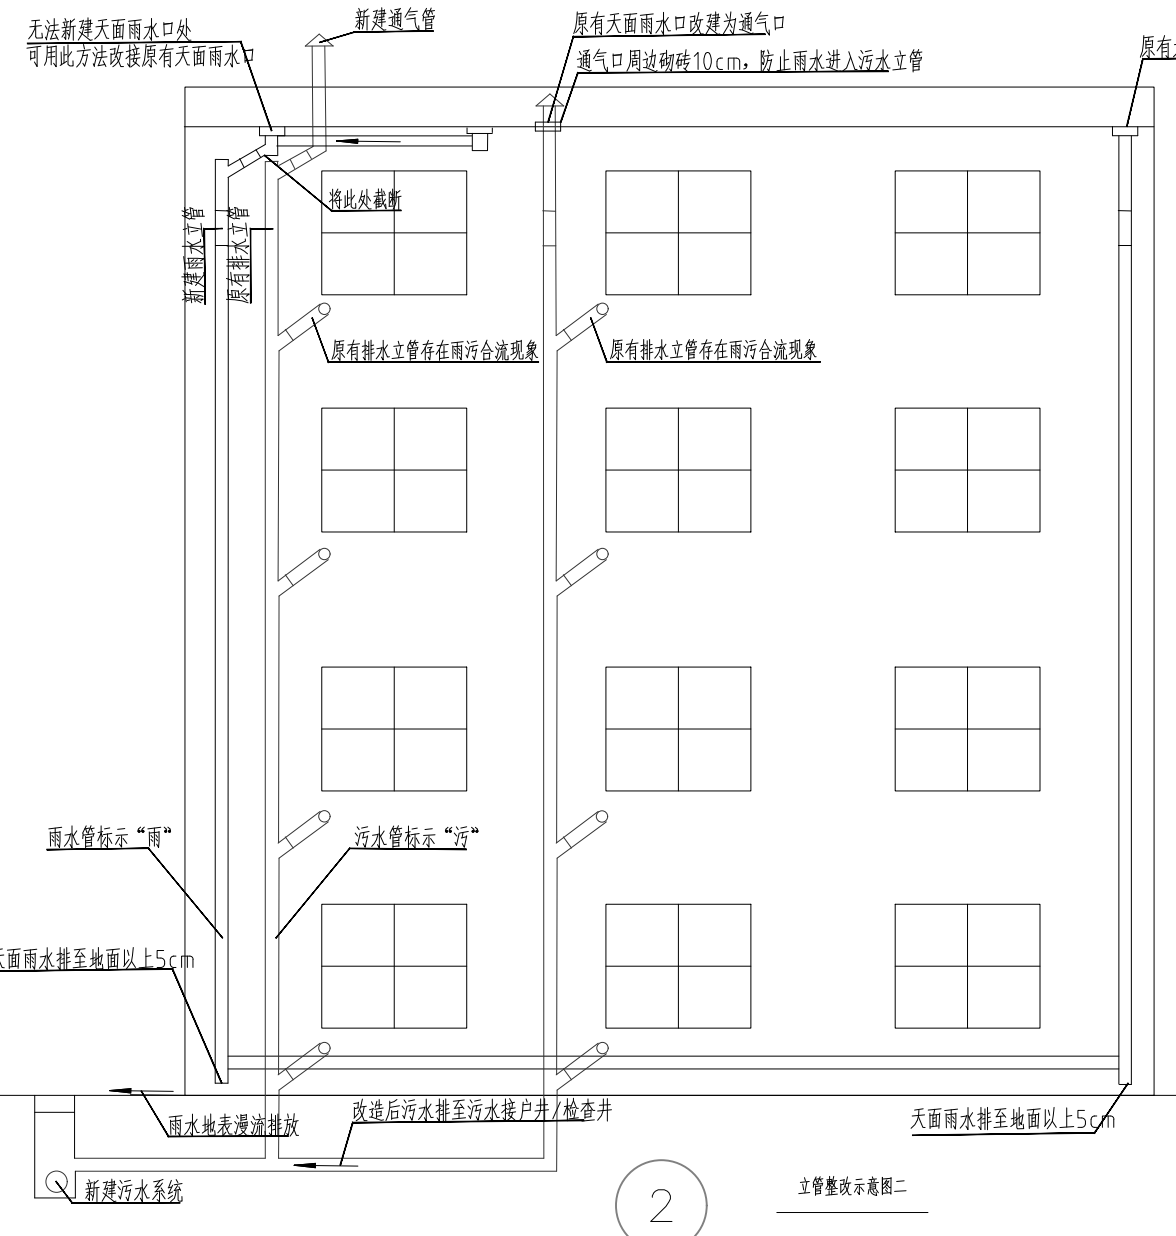 无法新建天面雨水口处
可用此方法改接原有天面雨水口
新建通气管
原有天面雨水口改建为通气口
通气口周边砌砖10cm，防止雨水进入污水立管
原有
将此处截断
新建雨水立管
原有排水立管
原有排水立管存在雨污合流现象
原有排水立管存在雨污合流现象
雨水管标示“雨”
污水管标示“污”
天面雨水排至地面以上5cm
雨水地表漫流排放
改造后污水排至污水接户井/检查井
天面雨水排至地面以上5cm
新建污水系统
2
立管整改示意图二